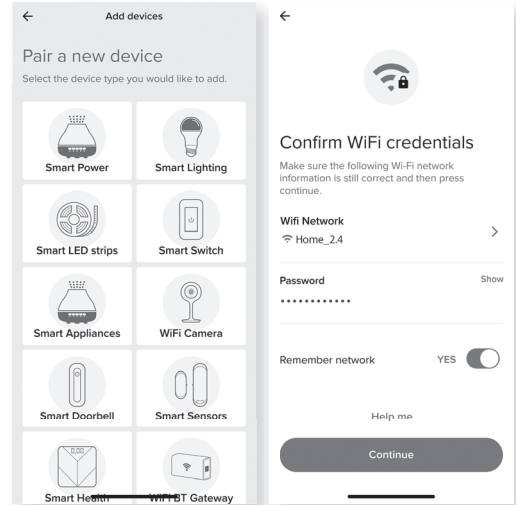 Add devices
Pair a new device
Select the device type you would like to add.
Smart Power
Smart Lighting
Smart LED strips
Smart Switch
Smart Appliances
WiFi Camera
Smart Doorbell
Smart Sensors
0.00
Smart Health
WiFi BT Gateway
Confirm WiFi credentials
Make sure the following Wi-Fi network
information is still correct and then press
continue.
Wifi Network
Home_2.4
Password
Show
••••••••••••
Remember network
YES
Help me
Continue